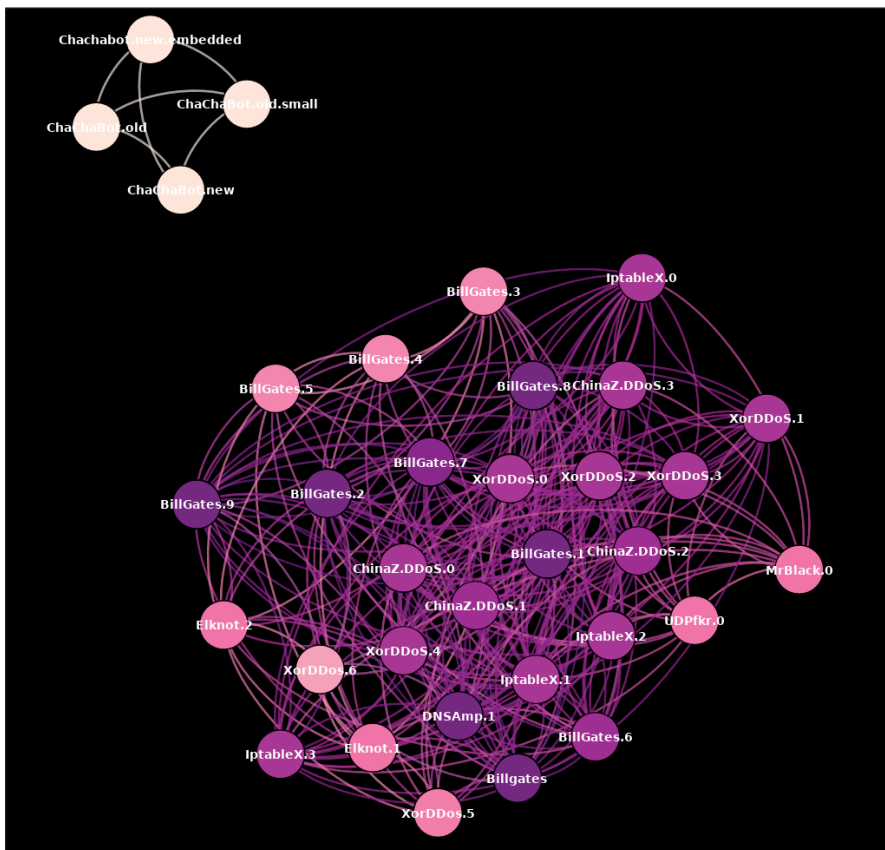 Chachabot.new.embedded
ChaChaBot.old.small
ChaChaBot.old
ChaChaBot.new
IptableX.0
BillGates.3
BillGates.4
BillGates.5
BillGates.8
ChinaZ.DDoS.3
XorDDoS.1
BillGates.7
XorDDoS.0
XorDDoS.2
XorDDoS.3
BillGates.2
BillGates.9
BillGates.1
ChinaZ.DDoS.2
ChinaZ.DDoS.0
MrBlack.0
ChinaZ.DDoS.1
Elknot.2
UDPfkr.0
IptableX.2
XorDDoS.4
XorDDos.6
IptableX.1
DNSAmp.1
BillGates.6
Elknot.1
IptableX.3
Billgates
XorDDos.5